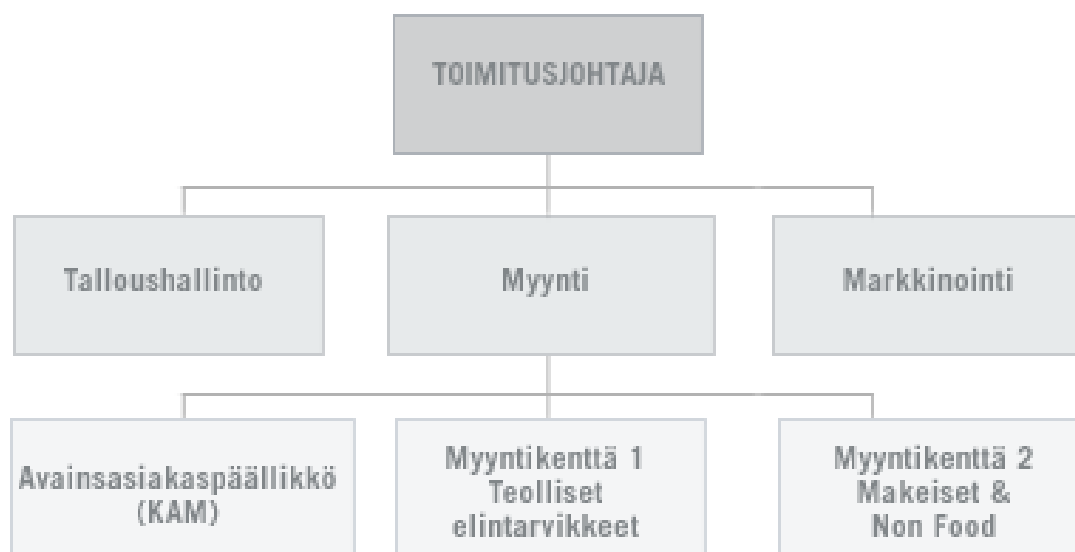 TOIMITUSJOHTAJA
Talloushallinto
Myynti
Markkinointi
Avainsasiakaspäällikkö
(KAM)
Myyntikenttä 1
Teolliset
elintarvikkeet
Myyntikenttä 2
Makeiset &
Non Food